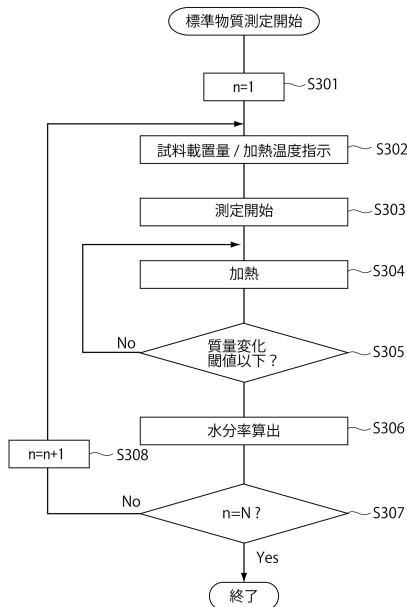 標準物質測定開始
n=1
S301
試料載置量 / 加熱温度指示
S302
測定開始
S303
加熱
S304
No
質量変化
閾値以下？
S305
水分率算出
S306
n=n+1
S308
No
n=N ?
S307
Yes
終了